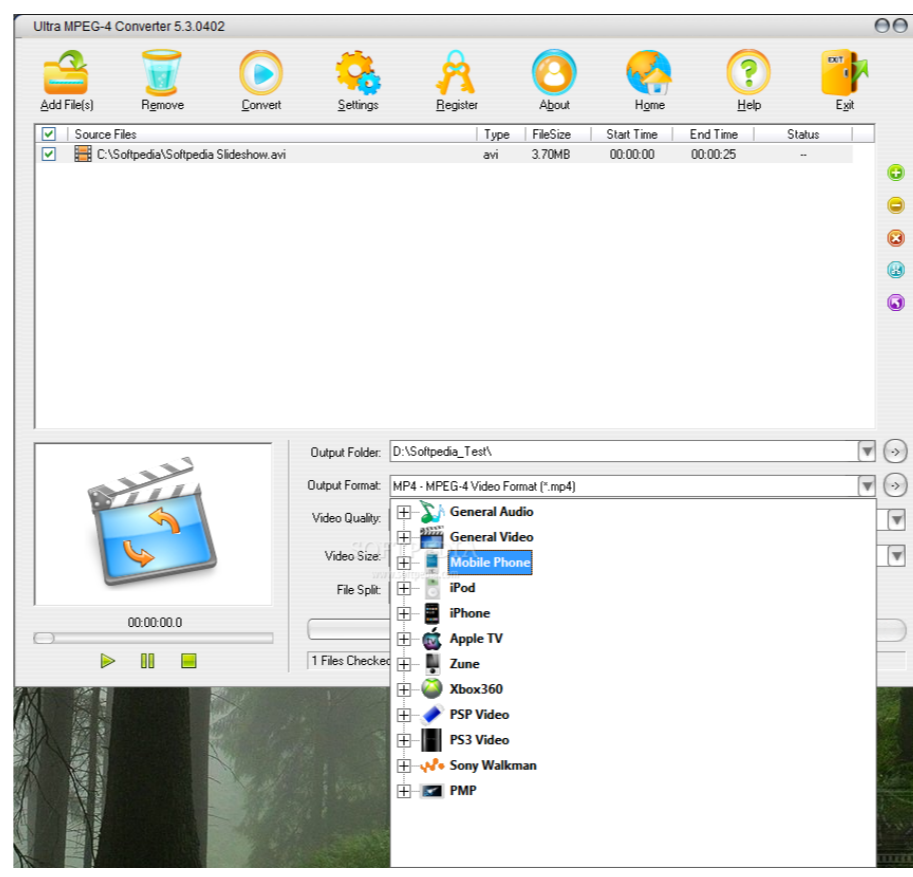 Ultra MPEG-4 Converter 5.3.0402
EXIT
Add File(s) Remove Convert Settings Register About Home Help Exit
Source Files Type FileSize Start Time End Time Status
C:\Softpedia\Softpedia Slideshow.avi avi 3.70MB 00:00:00 00:00:25 --
Output Folder: D:\Softpedia_Test\
Output Format: MP4 - MPEG-4 Video Format (*.mp4)
Video Quality:
Video Size:
File Split:
General Audio
General Video
Mobile Phone
iPod
iPhone
Apple TV
Zune
Xbox360
PSP Video
PS3 Video
Sony Walkman
PMP
SOFTPEDIA
www.softpedia.com
00:00:00.0
1 Files Checked